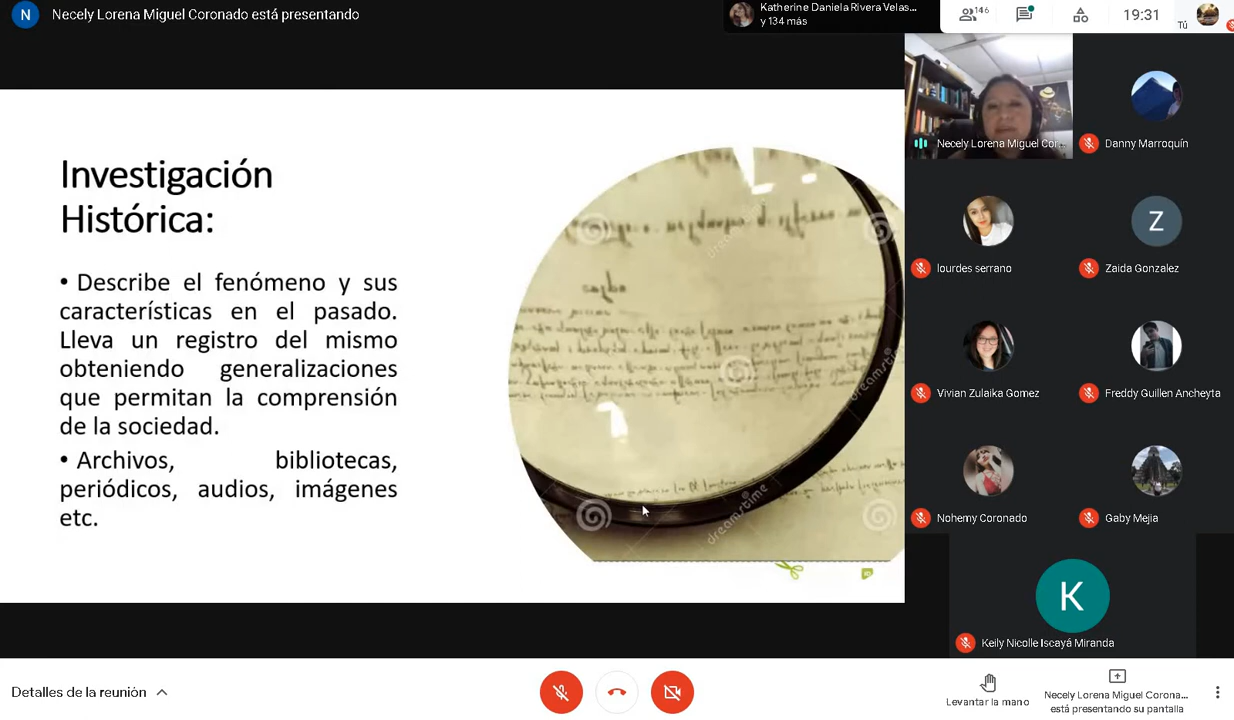 N Necely Lorena Miguel Coronado está presentando
Katherine Daniela Rivera Velas...
y 134 más
146
19:31
Tú
Investigación
Histórica:
• Describe el fenómeno y sus
características en el pasado.
Lleva un registro del mismo
obteniendo generalizaciones
que permitan la comprensión
de la sociedad.
• Archivos, bibliotecas,
periódicos, audios, imágenes
etc.
dreamstime
Necely Lorena Miguel Cor...
Danny Marroquín
lourdes serrano
Z
Zaida Gonzalez
Vivian Zulaika Gomez
Freddy Guillen Ancheyta
Nohemy Coronado
Gaby Mejia
K
Keily Nicolle Iscayá Miranda
Detalles de la reunión
Levantar la mano
Necely Lorena Miguel Corona...
está presentando su pantalla